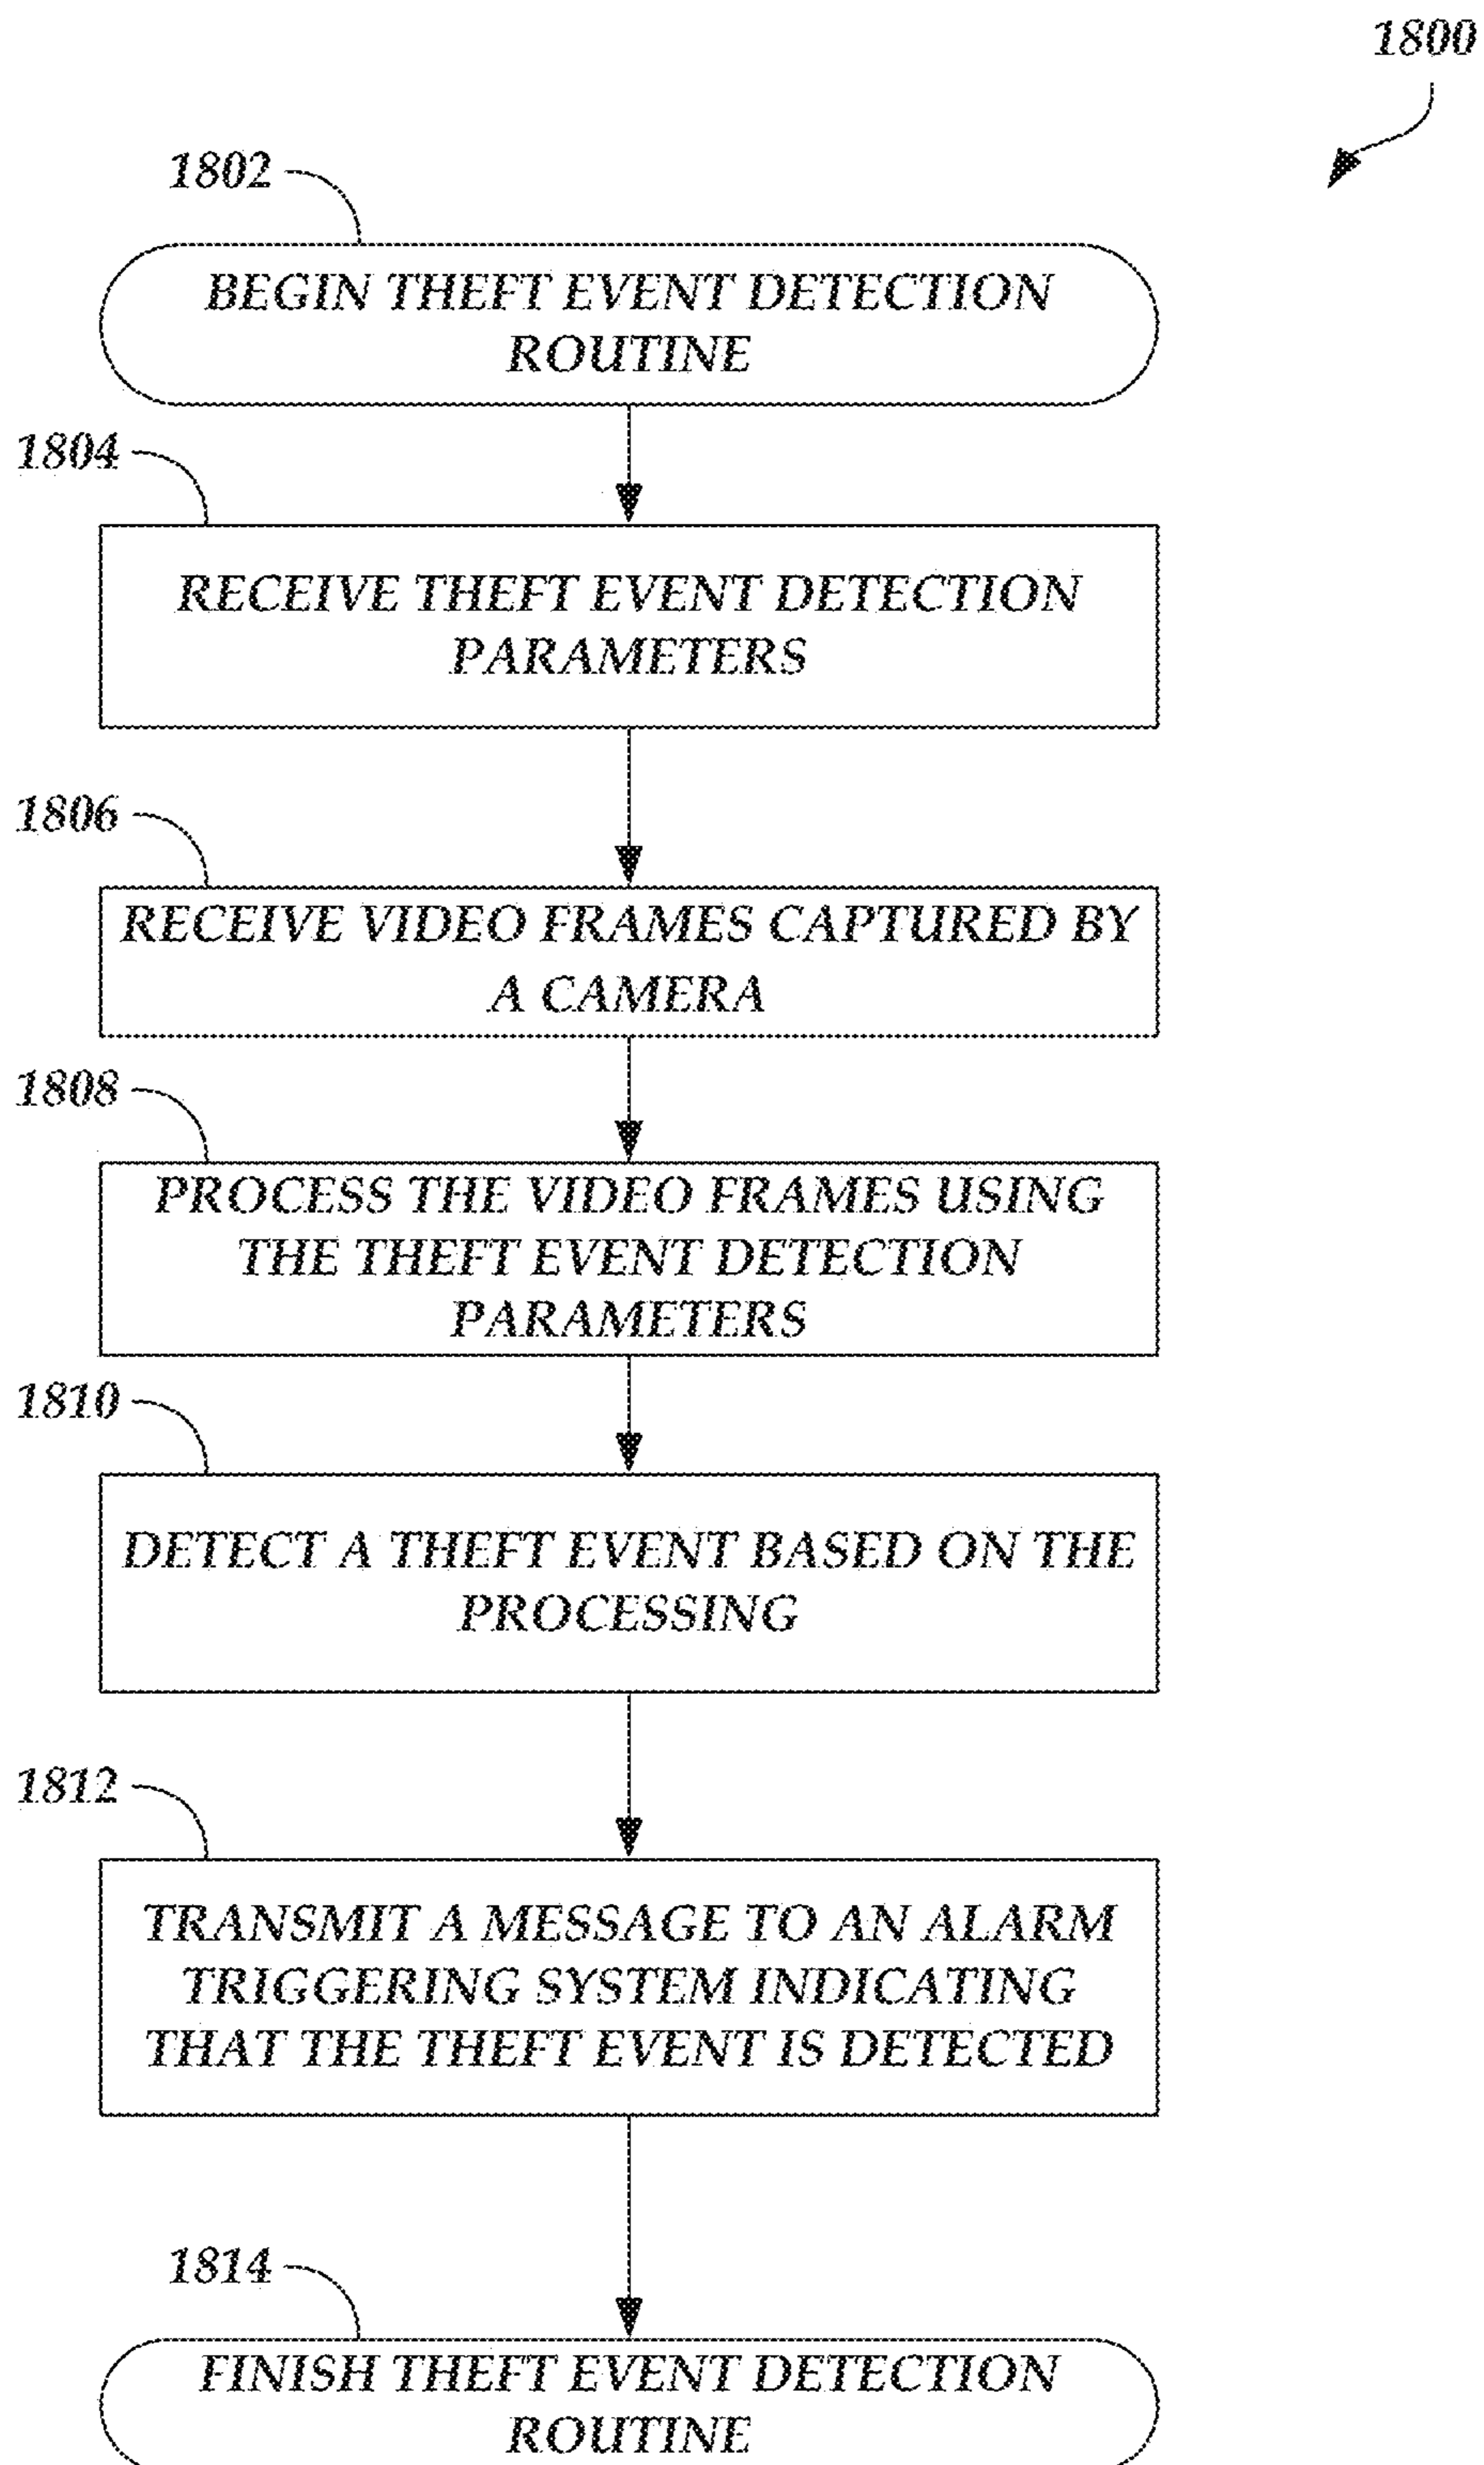 1800
1802
BEGIN THEFT EVENT DETECTION
ROUTINE
1804
RECEIVE THEFT EVENT DETECTION
PARAMETERS
1806
RECEIVE VIDEO FRAMES CAPTURED BY
A CAMERA
1808
PROCESS THE VIDEO FRAMES USING
THE THEFT EVENT DETECTION
PARAMETERS
1810
DETECT A THEFT EVENT BASED ON THE
PROCESSING
1812
TRANSMIT A MESSAGE TO AN ALARM
TRIGGERING SYSTEM INDICATING
THAT THE THEFT EVENT IS DETECTED
1814
FINISH THEFT EVENT DETECTION
ROUTINE